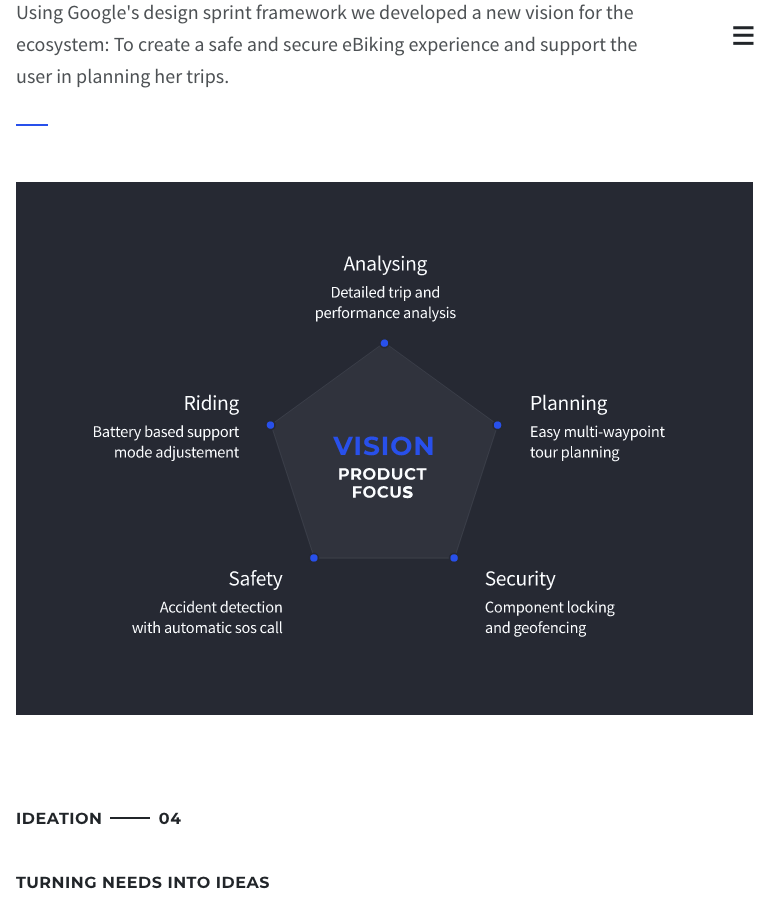 Using Google's design sprint framework we developed a new vision for the
ecosystem: To create a safe and secure eBiking experience and support the
user in planning her trips.
Analysing
Detailed trip and
performance analysis
Riding
Battery based support
mode adjustement
Planning
Easy multi-waypoint
tour planning
VISION
PRODUCT
FOCUS
Safety
Accident detection
with automatic sos call
Security
Component locking
and geofencing
IDEATION — 04
TURNING NEEDS INTO IDEAS